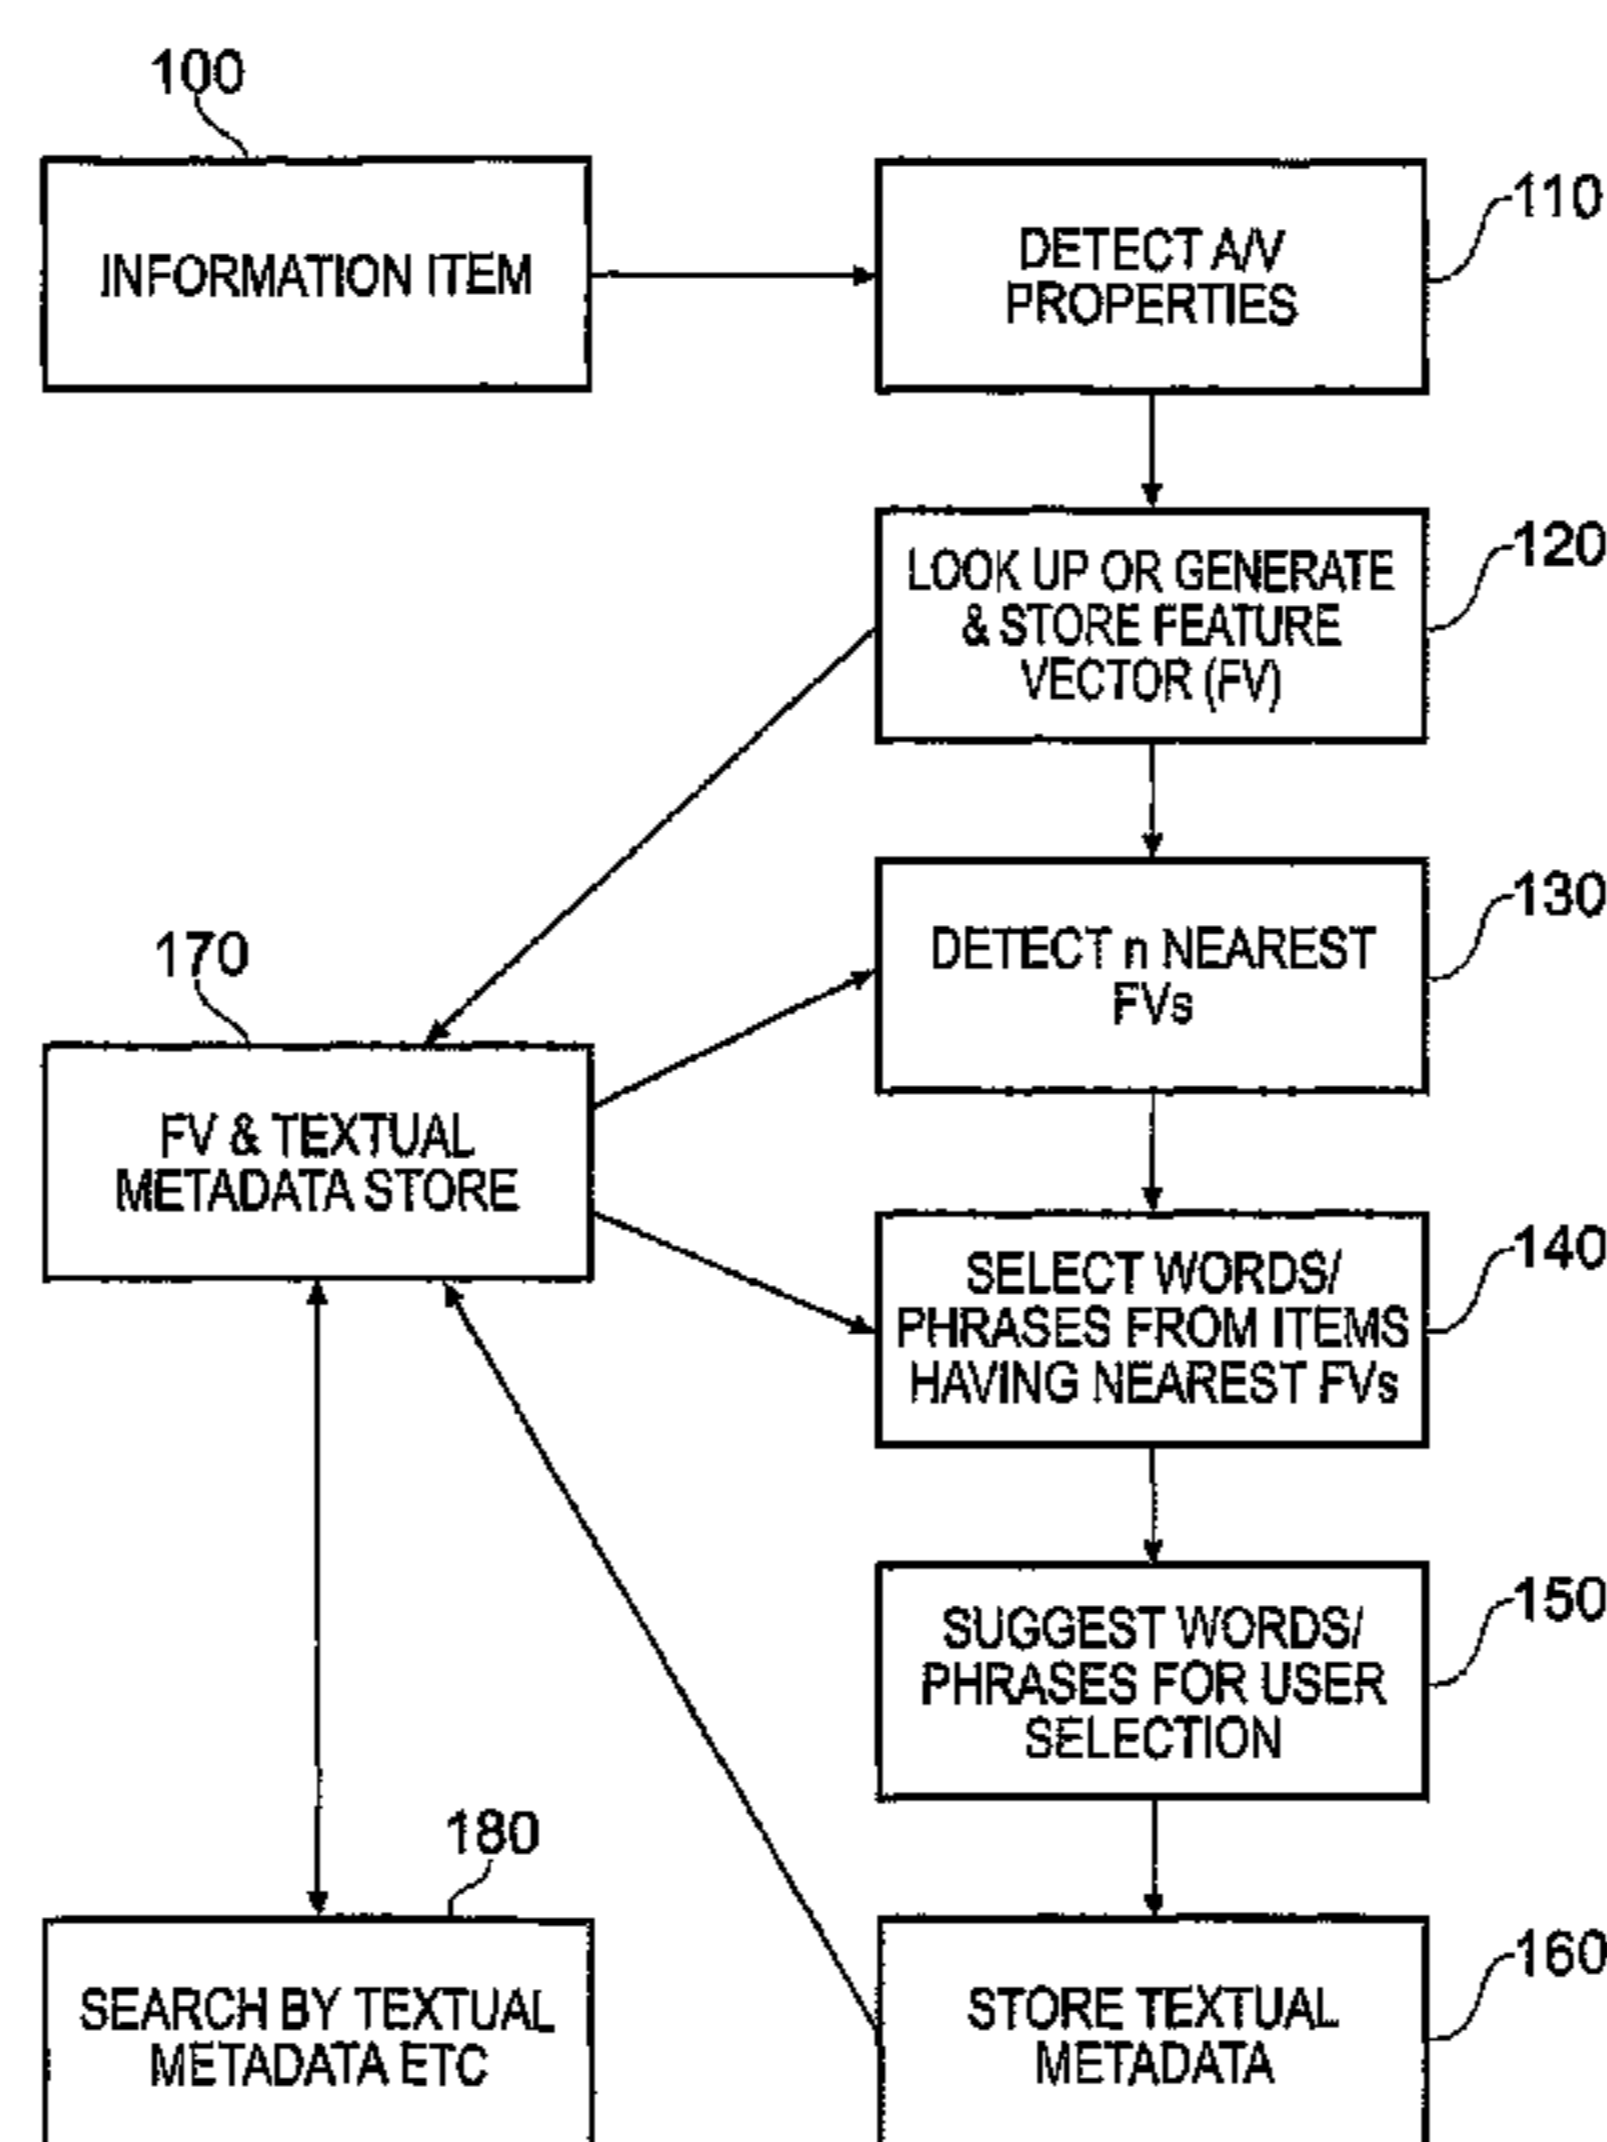 100
INFORMATION ITEM
110
DETECT A/V
PROPERTIES
120
LOOK UP OR GENERATE
& STORE FEATURE
VECTOR (FV)
130
DETECT n NEAREST
FVs
170
FV & TEXTUAL
METADATA STORE
140
SELECT WORDS/
PHRASES FROM ITEMS
HAVING NEAREST FVs
150
SUGGEST WORDS/
PHRASES FOR USER
SELECTION
180
SEARCH BY TEXTUAL
METADATA ETC
160
STORE TEXTUAL
METADATA